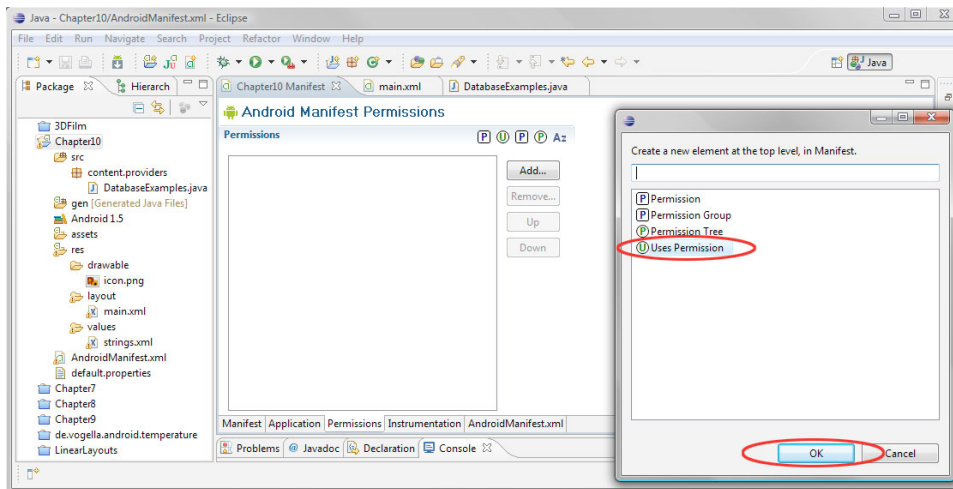 Java - Chapter10/AndroidManifest.xml - Eclipse
File Edit Run Navigate Search Project Refactor Window Help
Java
Package
Hierarch
Chapter10 Manifest
main.xml
DatabaseExamples.java
3DFilm
Chapter10
src
content.providers
DatabaseExamples.java
gen [Generated Java Files]
Android 1.5
assets
res
drawable
icon.png
layout
main.xml
values
strings.xml
AndroidManifest.xml
default.properties
Chapter7
Chapter8
Chapter9
de.vogella.android.temperature
LinearLayouts
Android Manifest Permissions
Permissions
P U P P Az
Add...
Remove...
Up
Down
Manifest Application Permissions Instrumentation AndroidManifest.xml
Problems @ Javadoc Declaration Console
Create a new element at the top level, in Manifest.
P Permission
P Permission Group
P Permission Tree
U Uses Permission
OK
Cancel